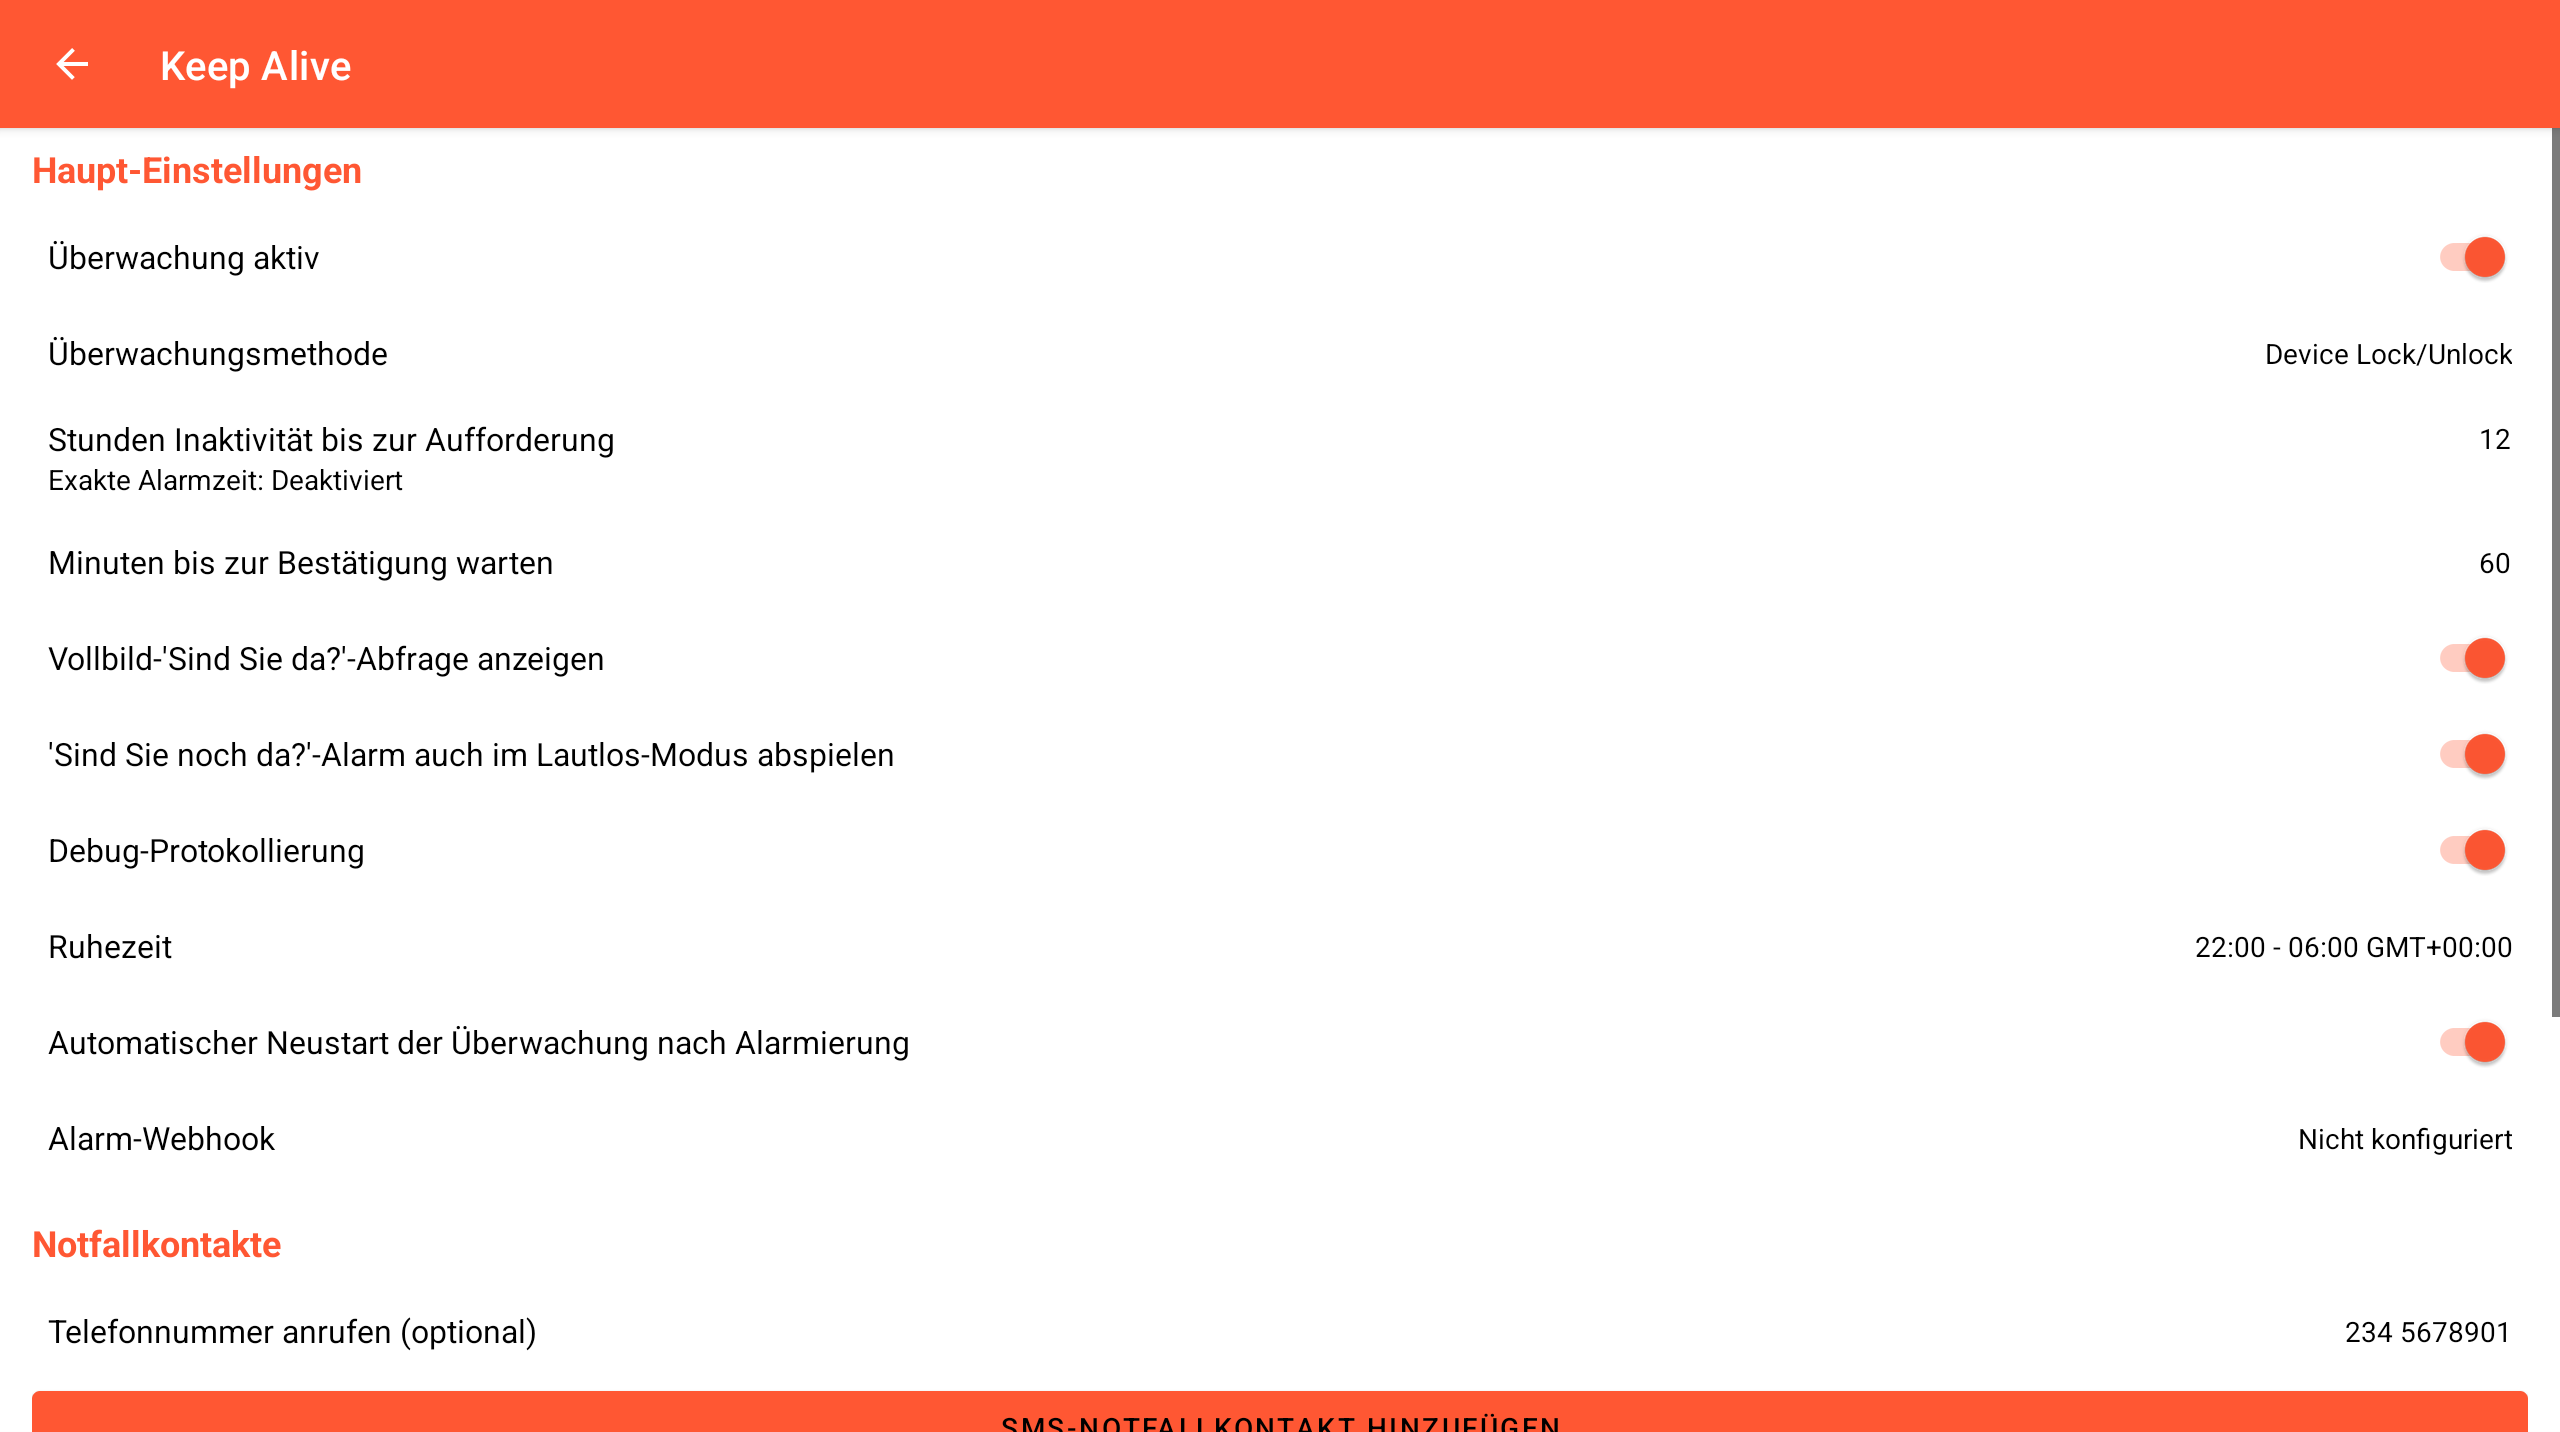 Keep Alive
Haupt-Einstellungen
Überwachung aktiv
Überwachungsmethode
Device Lock/Unlock
Stunden Inaktivität bis zur Aufforderung
12
Exakte Alarmzeit: Deaktiviert
Minuten bis zur Bestätigung warten
60
Vollbild-'Sind Sie da?'-Abfrage anzeigen
'Sind Sie noch da?'-Alarm auch im Lautlos-Modus abspielen
Debug-Protokollierung
Ruhezeit
22:00 - 06:00 GMT+00:00
Automatischer Neustart der Überwachung nach Alarmierung
Alarm-Webhook
Nicht konfiguriert
Notfallkontakte
Telefonnummer anrufen (optional)
234 5678901
SMS-NOTFALLKONTAKT HINZUFÜGEN